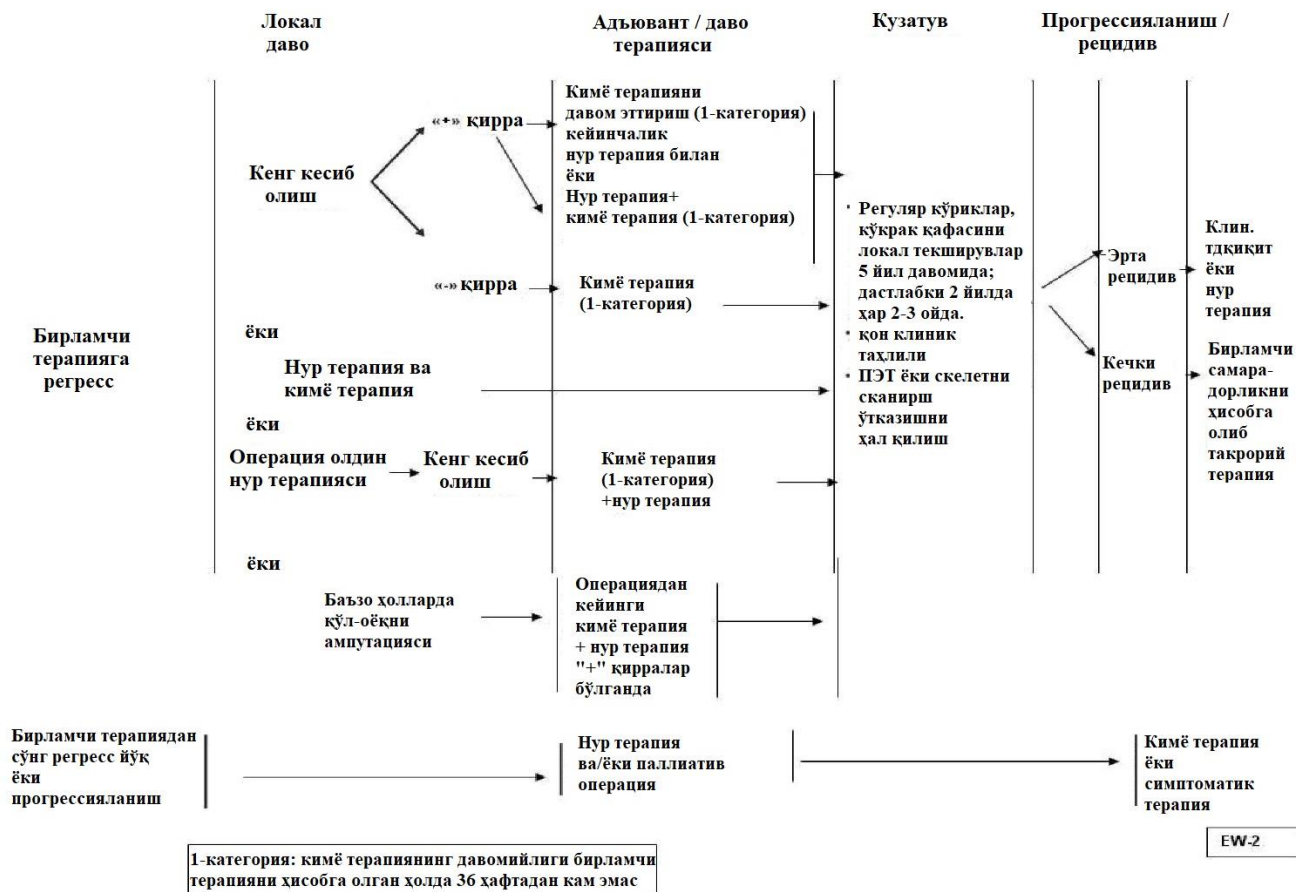 Локал
даво
Адъювант / даво
терапияси
Кузатув
Прогрессияланиш /
рецидив
Бирламчи
терапияга
регресс
Кенг кесиб
олиш
«+» қирра
Кимё терапияни
давом эттириш (1-категория)
кейинчалик
нур терапия билан
ёки
Нур терапия+
кимё терапия (1-категория)
«-» қирра
Кимё терапия
(1-категория)
ёки
Нур терапия ва
кимё терапия
ёки
Операция олдин
нур терапияси
Кенг кесиб
олиш
Кимё терапия
(1-категория)
+нур терапия
ёки
Баъзо ҳолларда
қўл-оёқни
ампутацияси
Операциядан
кейинги
кимё терапия
+ нур терапия
"+" қирралар
бўлганда
• Регуляр кўриклар,
кўкрак қафасини
локал текширувлар
5 йил давомида;
дастлабки 2 йилда
ҳар 2-3 ойда.
• қон клиник
таҳлили
• ПЭТ ёки скелетни
сканирш
ўтказишни
ҳал қилиш
Эрта
рецидив
Клин.
тдқиқит
ёки
нур
терапия
Кечки
рецидив
Бирламчи
самара-
дорликни
ҳисобга
олиб
такрорий
терапия
Бирламчи терапиядан
сўнг регресс йўқ
ёки
прогрессияланиш
Нур терапия
ва/ёки паллиатив
операция
Кимё терапия
ёки
симптоматик
терапия
EW-2
1-категория: кимё терапиянинг давомийлиги бирламчи
терапияни ҳисобга олган ҳолда 36 ҳафтадан кам эмас